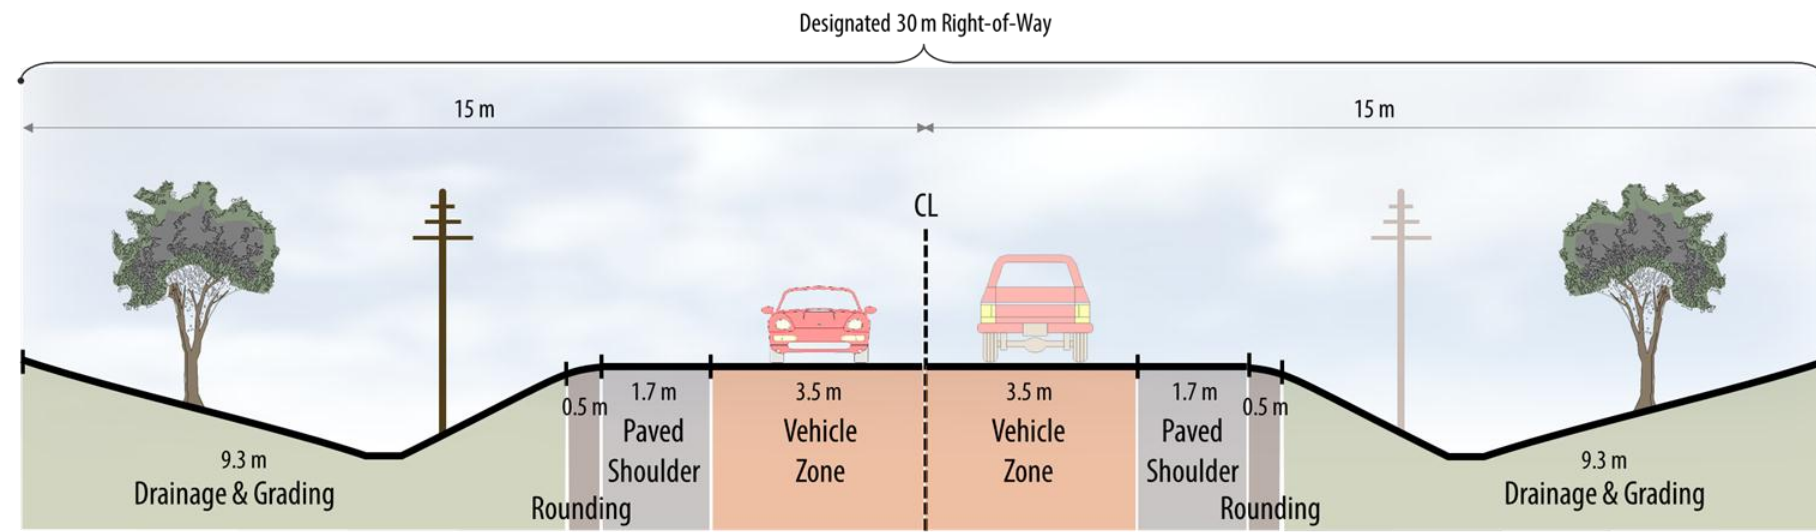 Designated 30 m Right-of-Way
15 m
15 m
CL
9.3 m
Drainage & Grading
0.5 m
Rounding
1.7 m
Paved
Shoulder
3.5 m
Vehicle
Zone
3.5 m
Vehicle
Zone
1.7 m
Paved
Shoulder
0.5 m
Rounding
9.3 m
Drainage & Grading